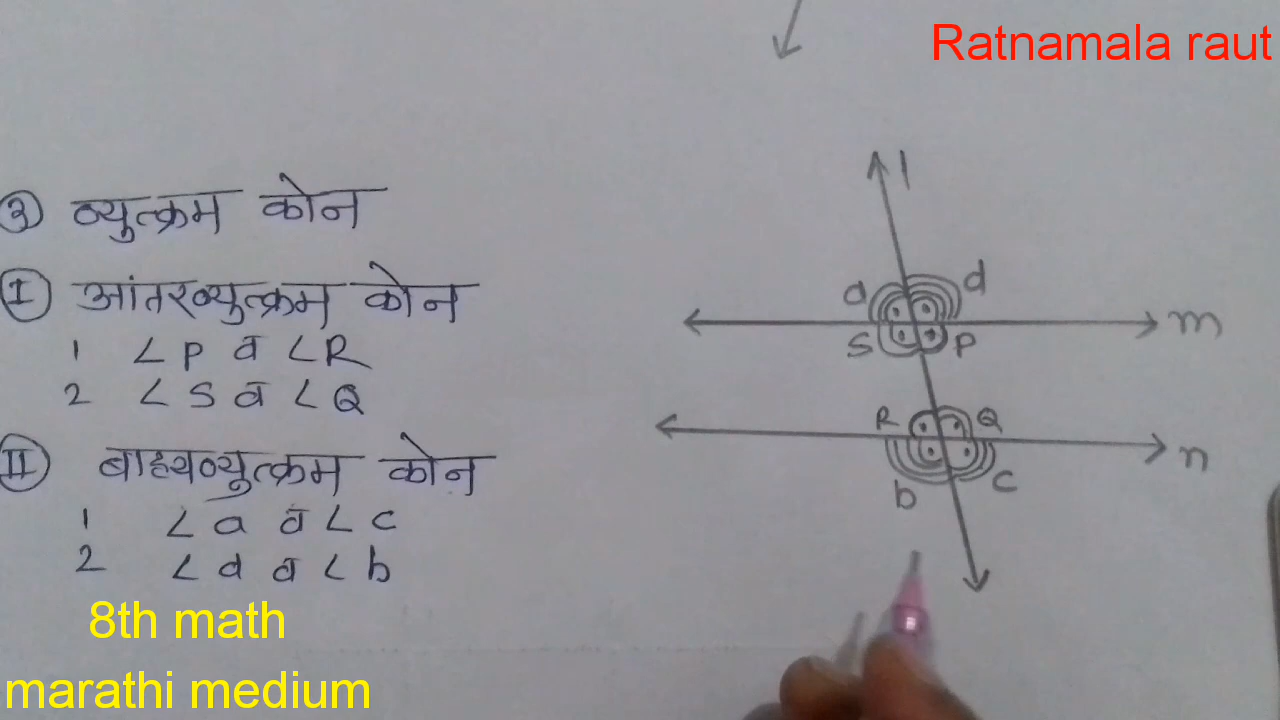 Ratnamala raut
③ व्युत्क्रम कोन
Ⅰ आंतरव्युत्क्रम कोन
1 ∠P व ∠R
2 ∠S व ∠Q
Ⅱ बाह्यव्युत्क्रम कोन
1 ∠a व ∠c
2 ∠d व ∠b
8th math
marathi medium
l
a d
m
S P
R Q
n
b c